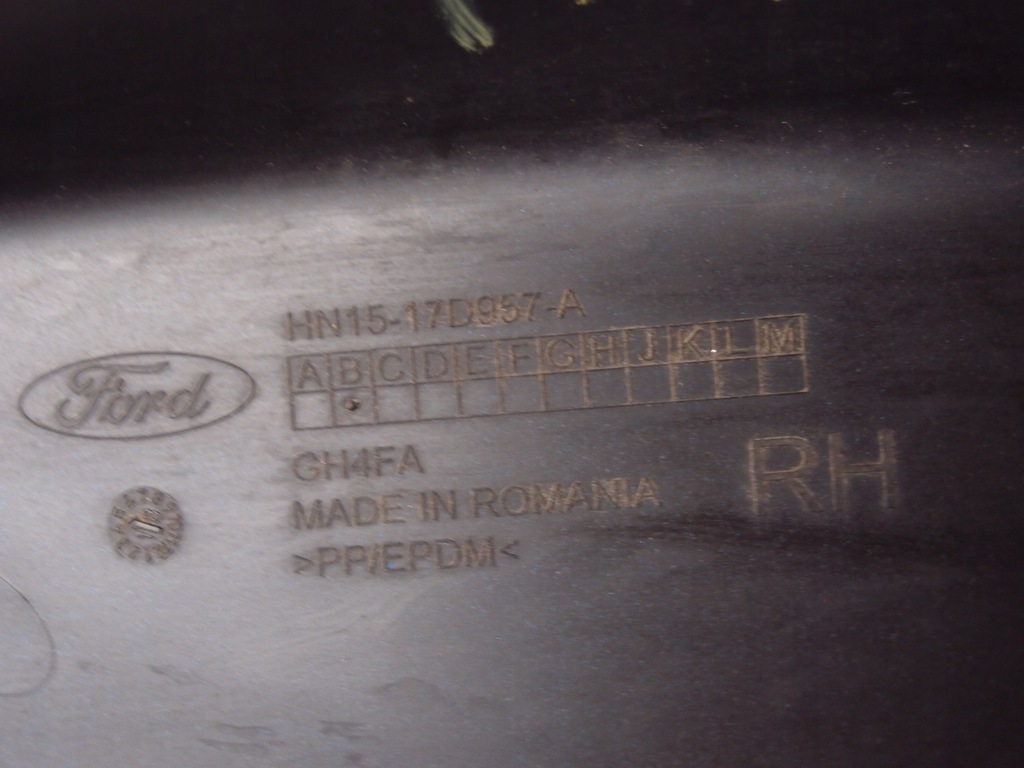 HN15-17D957-A
Ford
A B C D E F G H J K L M
GH4FA
RH
MADE IN ROMANIA
>PP/EPDM<